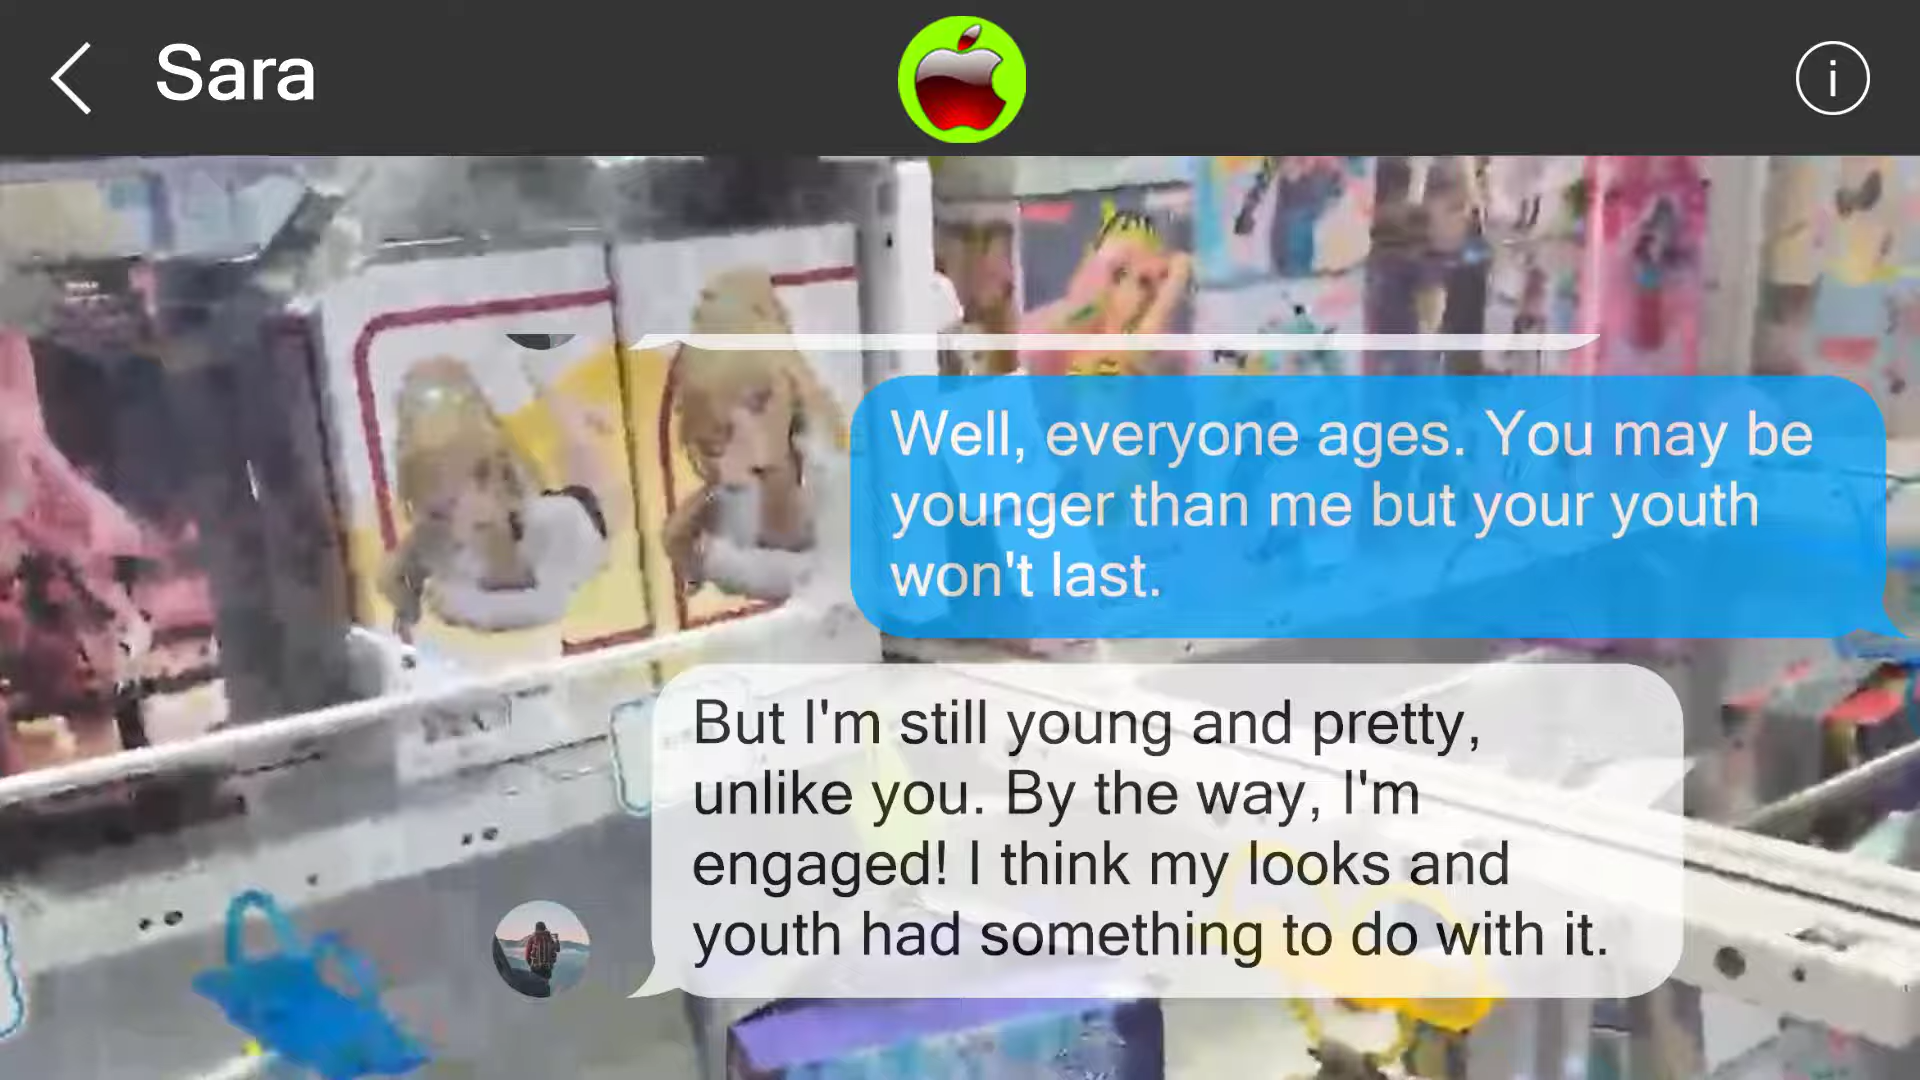 Sara
Well, everyone ages. You may be
younger than me but your youth
won't last.
But I'm still young and pretty,
unlike you. By the way, I'm
engaged! I think my looks and
youth had something to do with it.